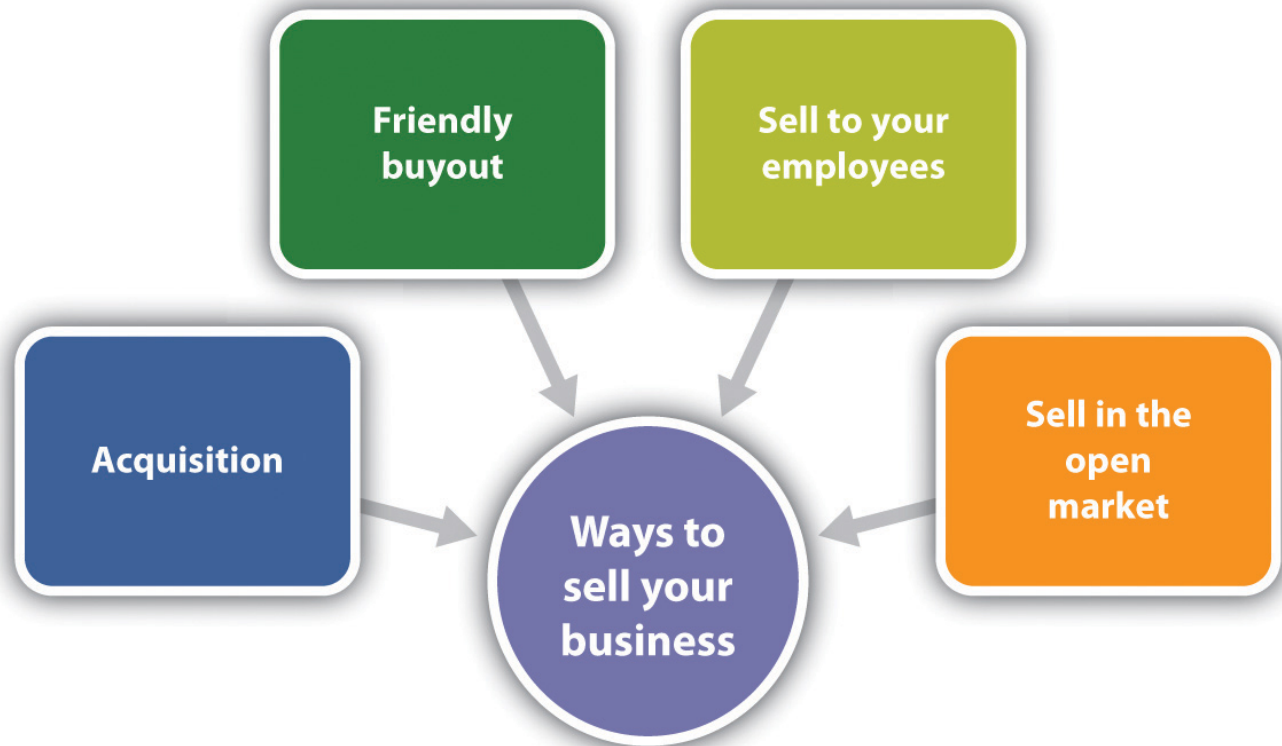 Friendly
buyout
Sell to your
employees
Acquisition
Sell in the
open
market
Ways to
sell your
business